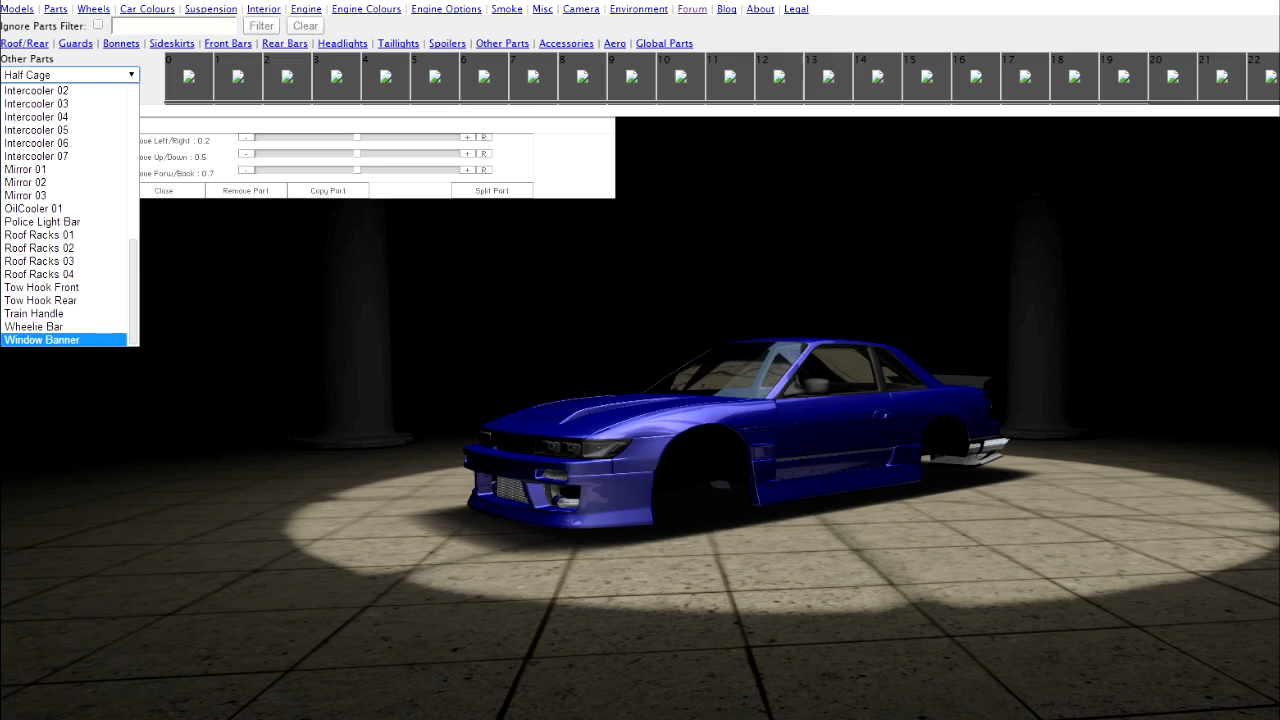 Models | Parts | Wheels | Car Colours | Suspension | Interior | Engine | Engine Colours | Engine Options | Smoke | Misc | Camera | Environment | Forum | Blog | About | Legal
Ignore Parts Filter: Filter Clear
Roof/Rear | Guards | Bonnets | Sideskirts | Front Bars | Rear Bars | Headlights | Taillights | Spoilers | Other Parts | Accessories | Aero | Global Parts
Other Parts 0 1 2 3 4 5 6 7 8 9 10 11 12 13 14 15 16 17 18 19 20 21 22
Half Cage
Intercooler 02
Intercooler 03
Intercooler 04
Intercooler 05
Intercooler 06
Intercooler 07
Mirror 01
Mirror 02
Mirror 03
OilCooler 01
Police Light Bar
Roof Racks 01
Roof Racks 02
Roof Racks 03
Roof Racks 04
Tow Hook Front
Tow Hook Rear
Train Handle
Wheelie Bar
Window Banner
ove Left/Right : 0.2 - + R
ove Up/Down : 0.5 - + R
ove Forw/Back : 0.7 - + R
Close Remove Part Copy Part Split Part